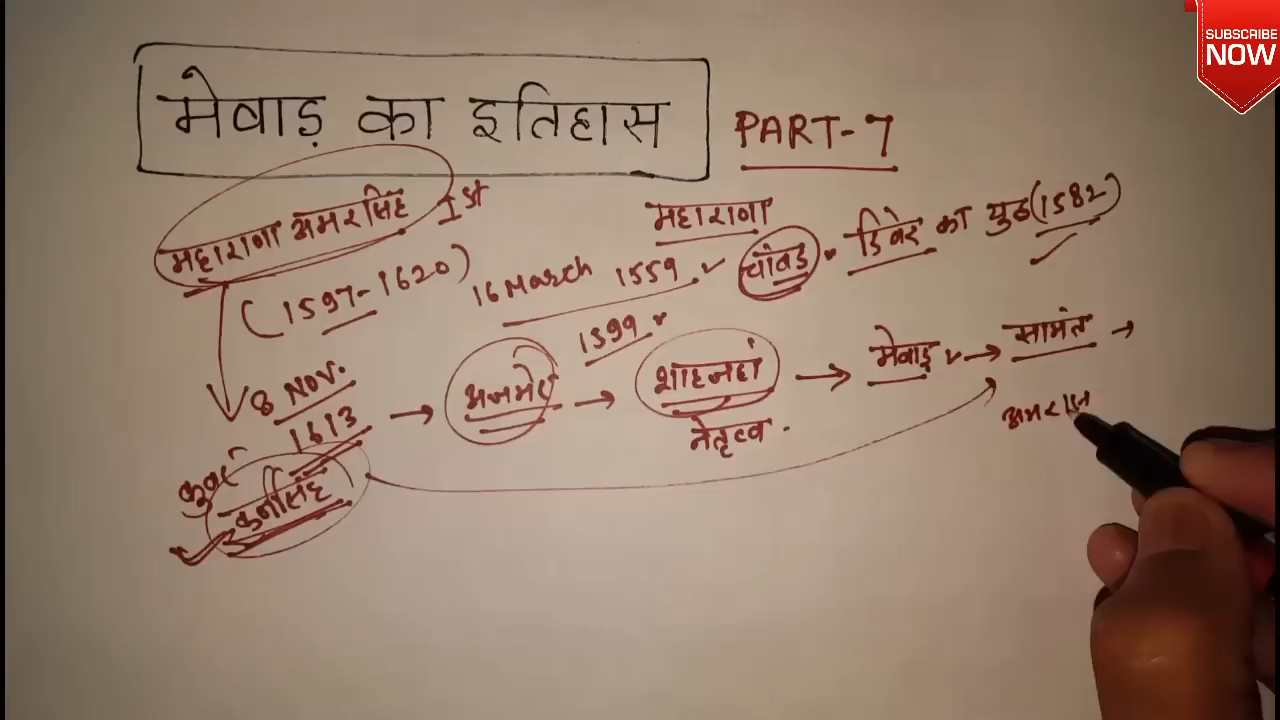 SUBSCRIBE
NOW
मेवाड़ का इतिहास
PART-7
महाराणा अमरसिंह 1st
(1597-1620)
महाराणा
16 March 1559
चावंड
दिवेर का युद्ध (1582)
1599
8 NOV.
1613
अजमेर
शाहजहां
नेतृत्व
मेवाड़
सामंत
कुवर
कर्नासिंह